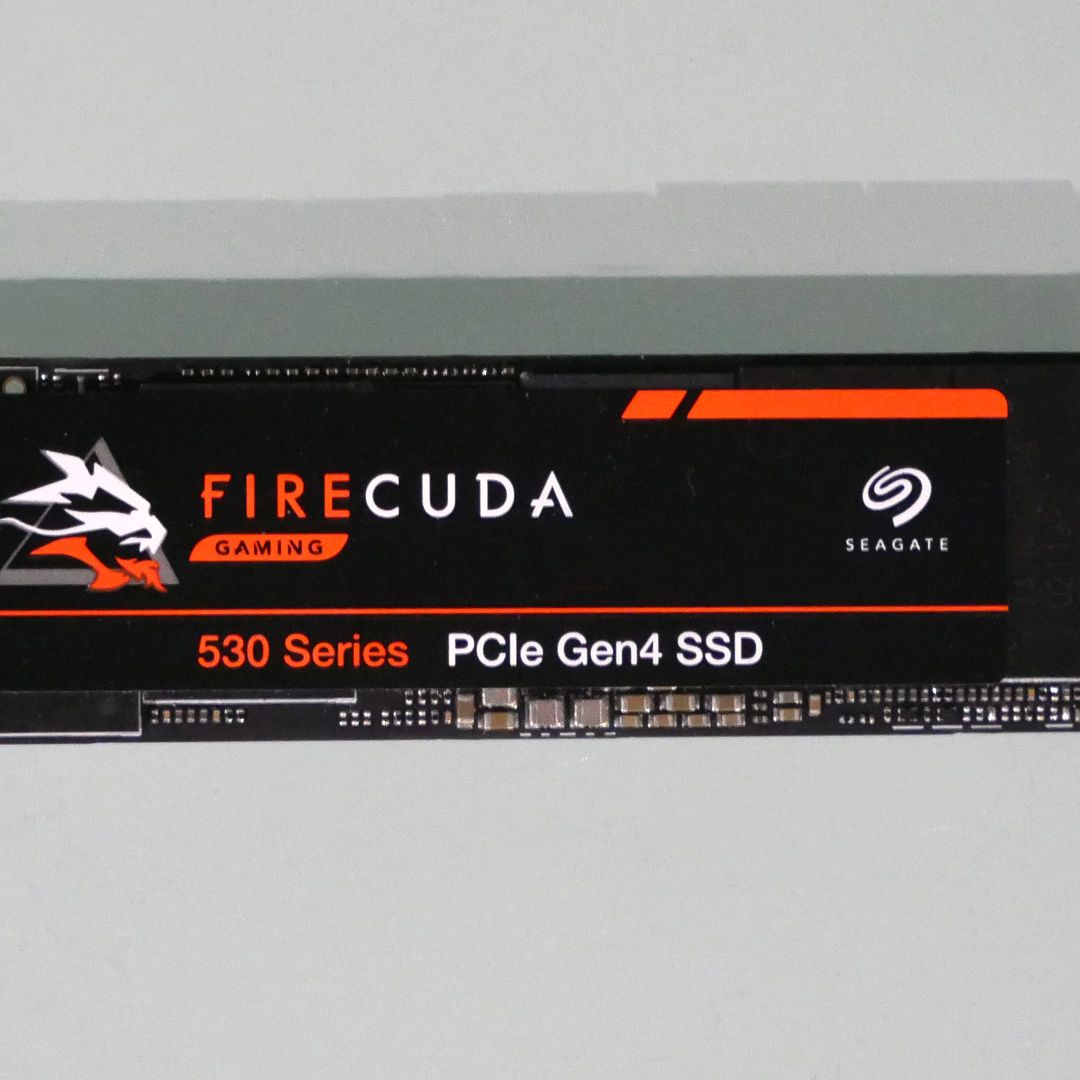 FIRECUDA
GAMING
SEAGATE
530 Series PCIe Gen4 SSD